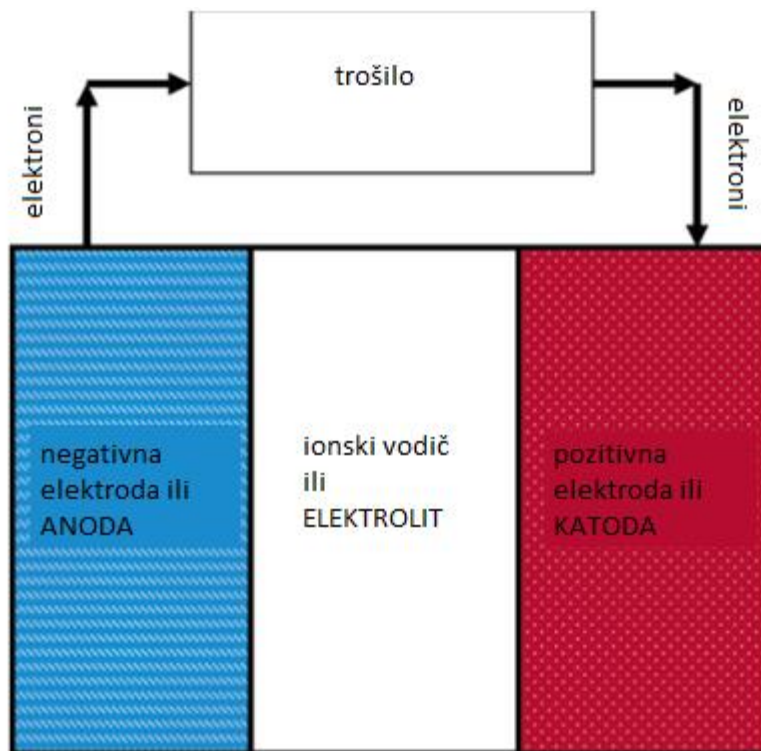 trošilo
elektroni
elektroni
negativna
elektroda ili
ANODA
ionski vodič
ili
ELEKTROLIT
pozitivna
elektroda ili
KATODA